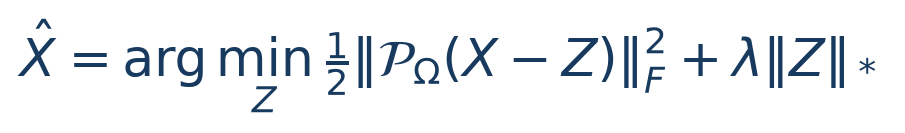 X̂ = arg min_Z ½‖𝒫_Ω(X − Z)‖_F^2 + λ‖Z‖_*